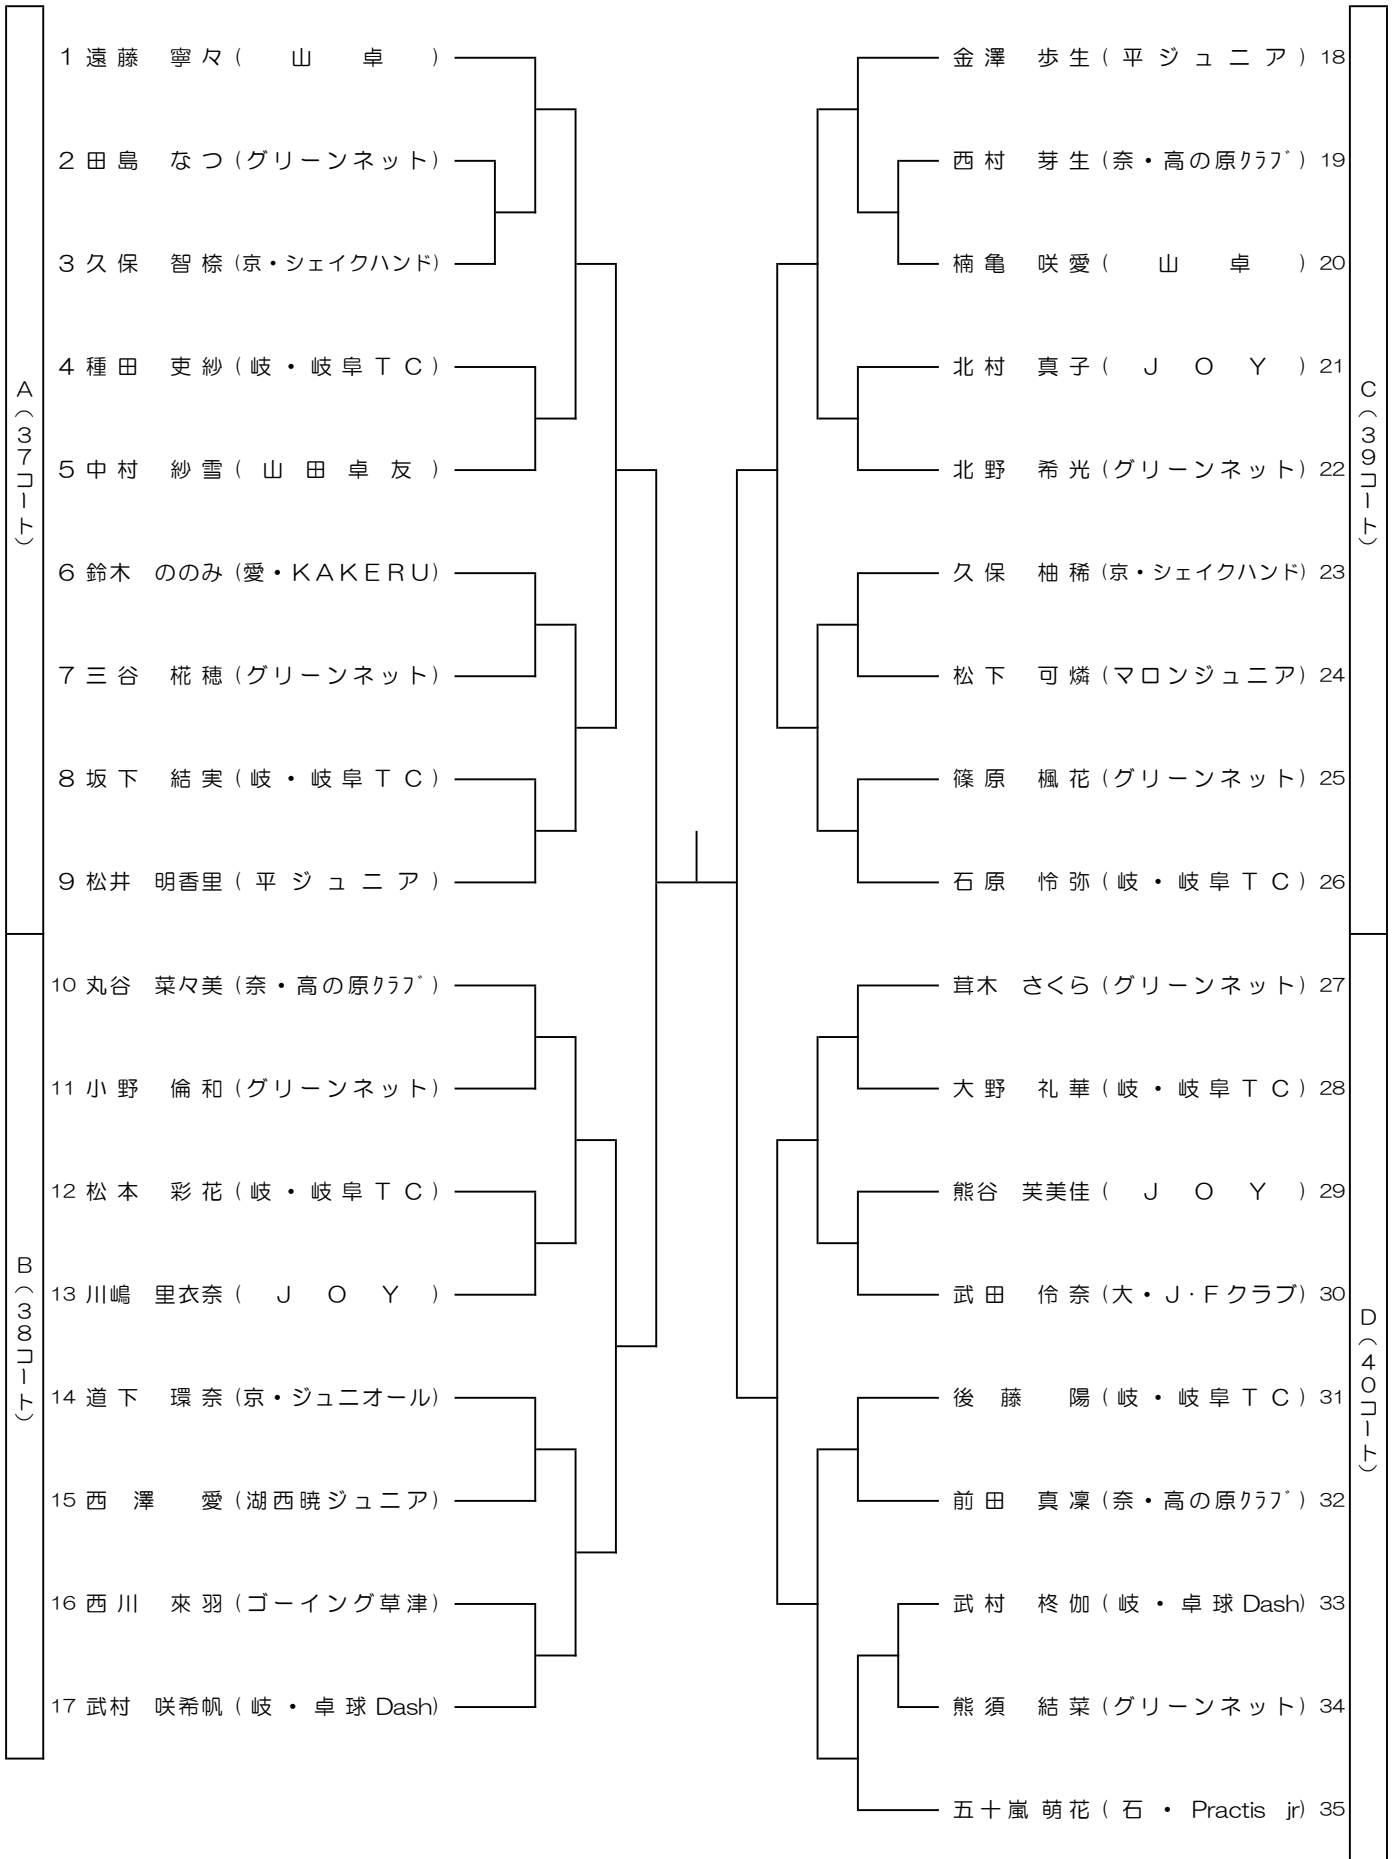 A（37コート）
1 遠藤 寧々 (山卓)
2 田島 なつ (グリーンネット)
3 久保 智柰 (京・シェイクハンド)
4 種田 吏紗 (岐・岐阜TC)
5 中村 紗雪 (山田卓友)
6 鈴木 ののみ (愛・KAKERU)
7 三谷 椛穂 (グリーンネット)
8 坂下 結実 (岐・岐阜TC)
9 松井 明香里 (平ジュニア)
B（38コート）
10 丸谷 菜々美 (奈・高の原ｸﾗﾌﾞ)
11 小野 倫和 (グリーンネット)
12 松本 彩花 (岐・岐阜TC)
13 川嶋 里衣奈 (JOY)
14 道下 環奈 (京・ジュニオール)
15 西澤 愛 (湖西暁ジュニア)
16 西川 來羽 (ゴーイング草津)
17 武村 咲希帆 (岐・卓球Dash)
C（39コート）
金澤 歩生 (平ジュニア) 18
西村 芽生 (奈・高の原ｸﾗﾌﾞ) 19
楠亀 咲愛 (山卓) 20
北村 真子 (JOY) 21
北野 希光 (グリーンネット) 22
久保 柚稀 (京・シェイクハンド) 23
松下 可燐 (マロンジュニア) 24
篠原 楓花 (グリーンネット) 25
石原 怜弥 (岐・岐阜TC) 26
D（40コート）
茸木 さくら (グリーンネット) 27
大野 礼華 (岐・岐阜TC) 28
熊谷 芙美佳 (JOY) 29
武田 伶奈 (大・J・Fクラブ) 30
後藤 陽 (岐・岐阜TC) 31
前田 真凜 (奈・高の原ｸﾗﾌﾞ) 32
武村 柊伽 (岐・卓球Dash) 33
熊須 結菜 (グリーンネット) 34
五十嵐 萌花 (石・Practis jr) 35